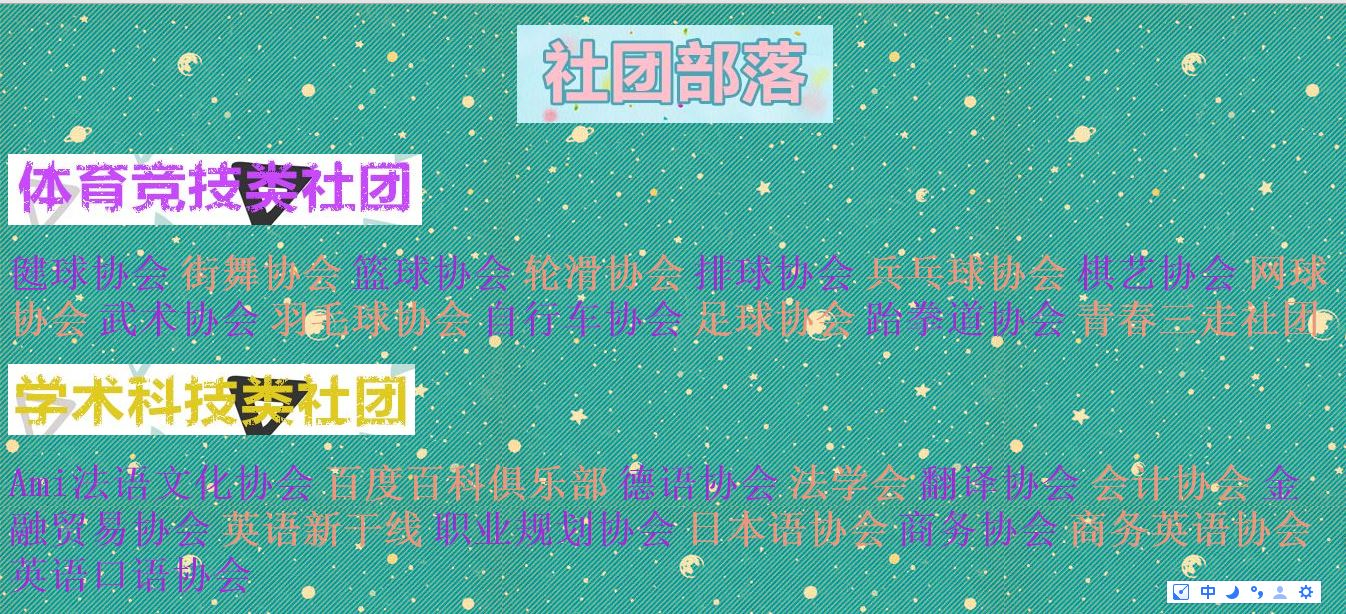 社团部落
体育竞技类社团
毽球协会 街舞协会 篮球协会 轮滑协会 排球协会 乒乓球协会 棋艺协会 网球
协会 武术协会 羽毛球协会 自行车协会 足球协会 跆拳道协会 青春三走社团
学术科技类社团
Ami法语文化协会 百度百科俱乐部 德语协会 法学会 翻译协会 会计协会 金
融贸易协会 英语新干线 职业规划协会 日本语协会 商务协会 商务英语协会
英语口语协会
中